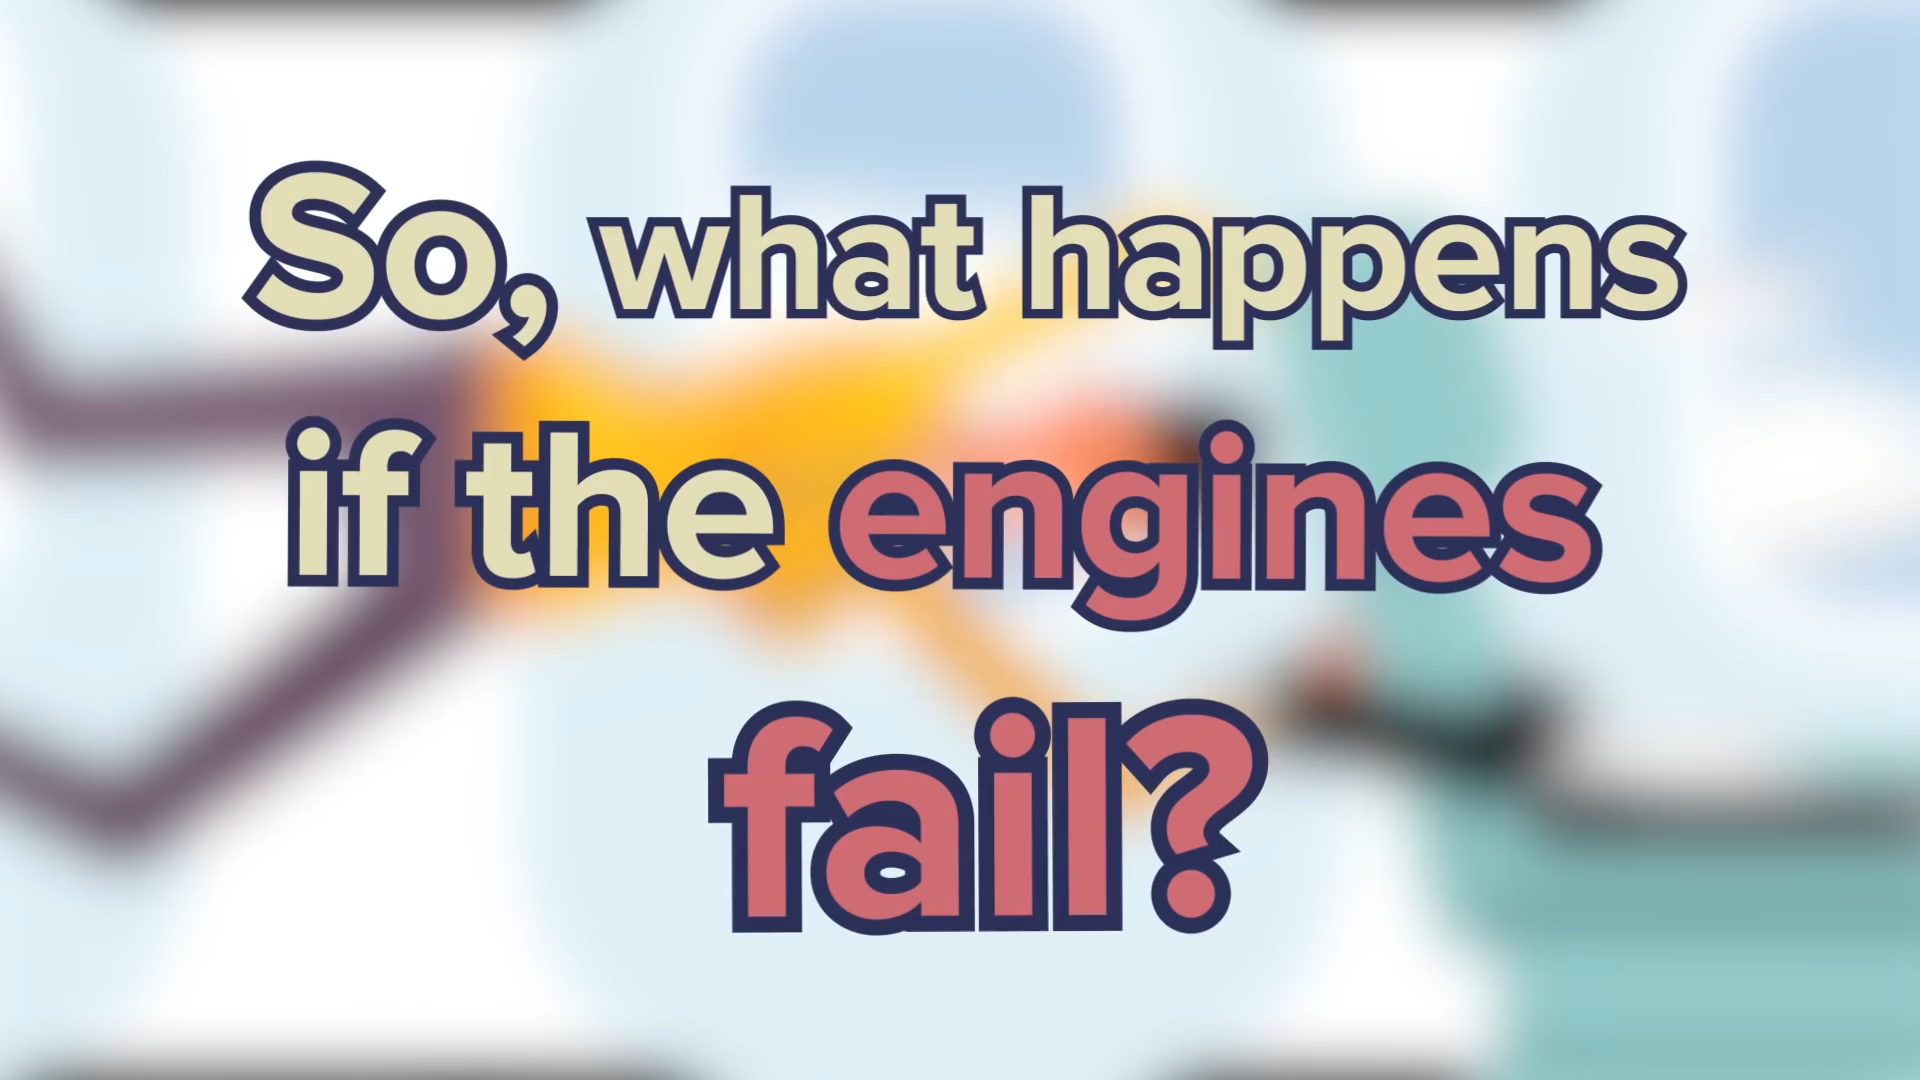 So, what happens
if the engines
fail?